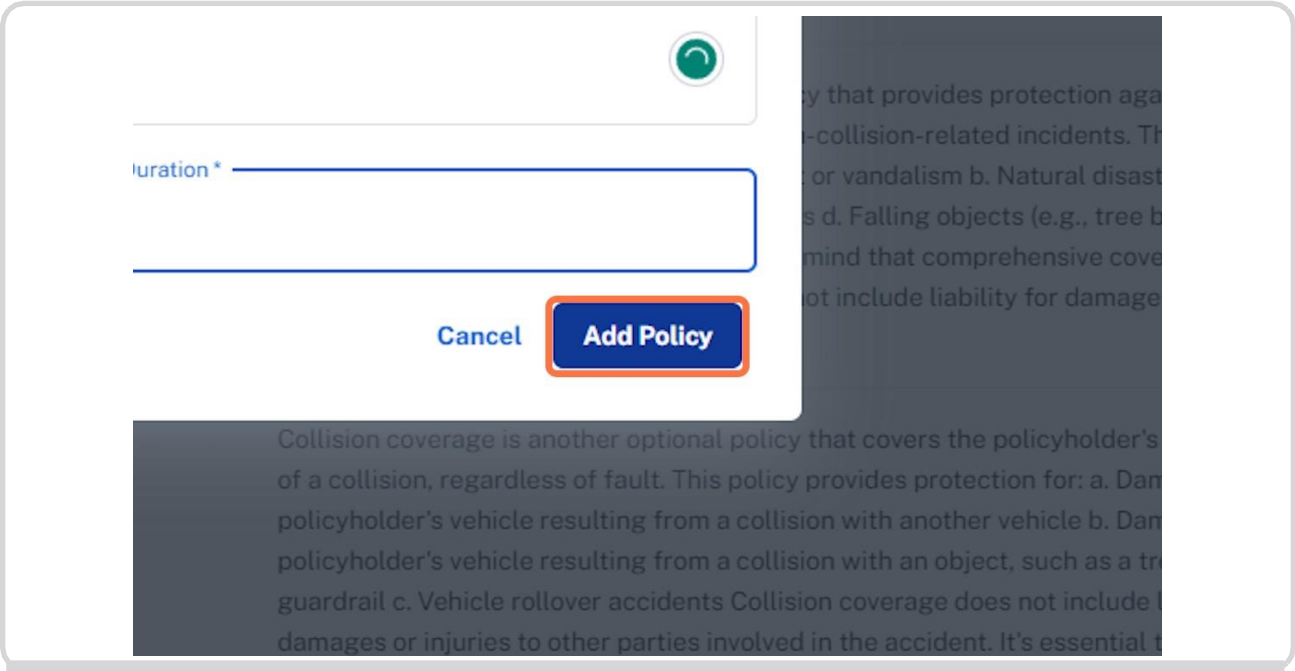 cy that provides protection aga
-collision-related incidents. Th
uration *
or vandalism b. Natural disast
s d. Falling objects (e.g., tree b
mind that comprehensive cove
not include liability for damage
Cancel
Add Policy
Collision coverage is another optional policy that covers the policyholder's
of a collision, regardless of fault. This policy provides protection for: a. Dam
policyholder's vehicle resulting from a collision with another vehicle b. Dam
policyholder's vehicle resulting from a collision with an object, such as a tre
guardrail c. Vehicle rollover accidents Collision coverage does not include l
damages or injuries to other parties involved in the accident. It's essential t